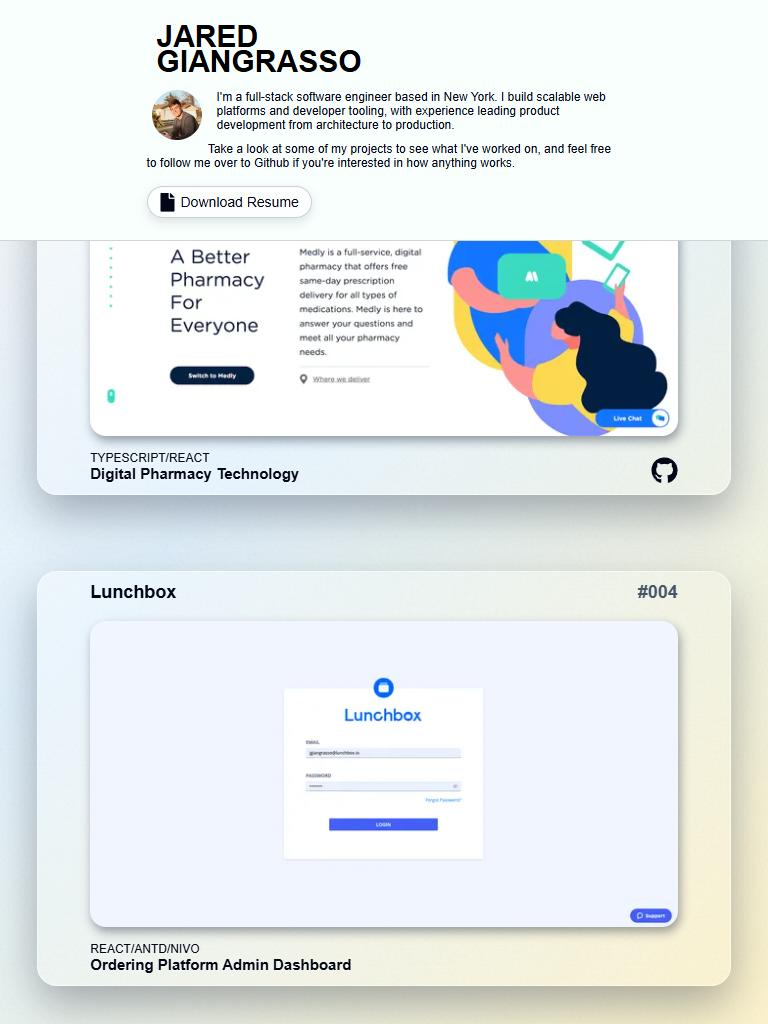 JARED
GIANGRASSO
I'm a full-stack software engineer based in New York. I build scalable web
platforms and developer tooling, with experience leading product
development from architecture to production.
Take a look at some of my projects to see what I've worked on, and feel free
to follow me over to Github if you're interested in how anything works.
Download Resume
A Better
Pharmacy
For
Everyone
Switch to Medly
Medly is a full-service, digital
pharmacy that offers free
same-day prescription
delivery for all types of
medications. Medly is here to
answer your questions and
meet all your pharmacy
needs.
Where we deliver
Live Chat
TYPESCRIPT/REACT
Digital Pharmacy Technology
Lunchbox
#004
Lunchbox
EMAIL
jgiangrasso@lunchbox.io
PASSWORD
Forgot Password?
LOGIN
Support
REACT/ANTD/NIVO
Ordering Platform Admin Dashboard